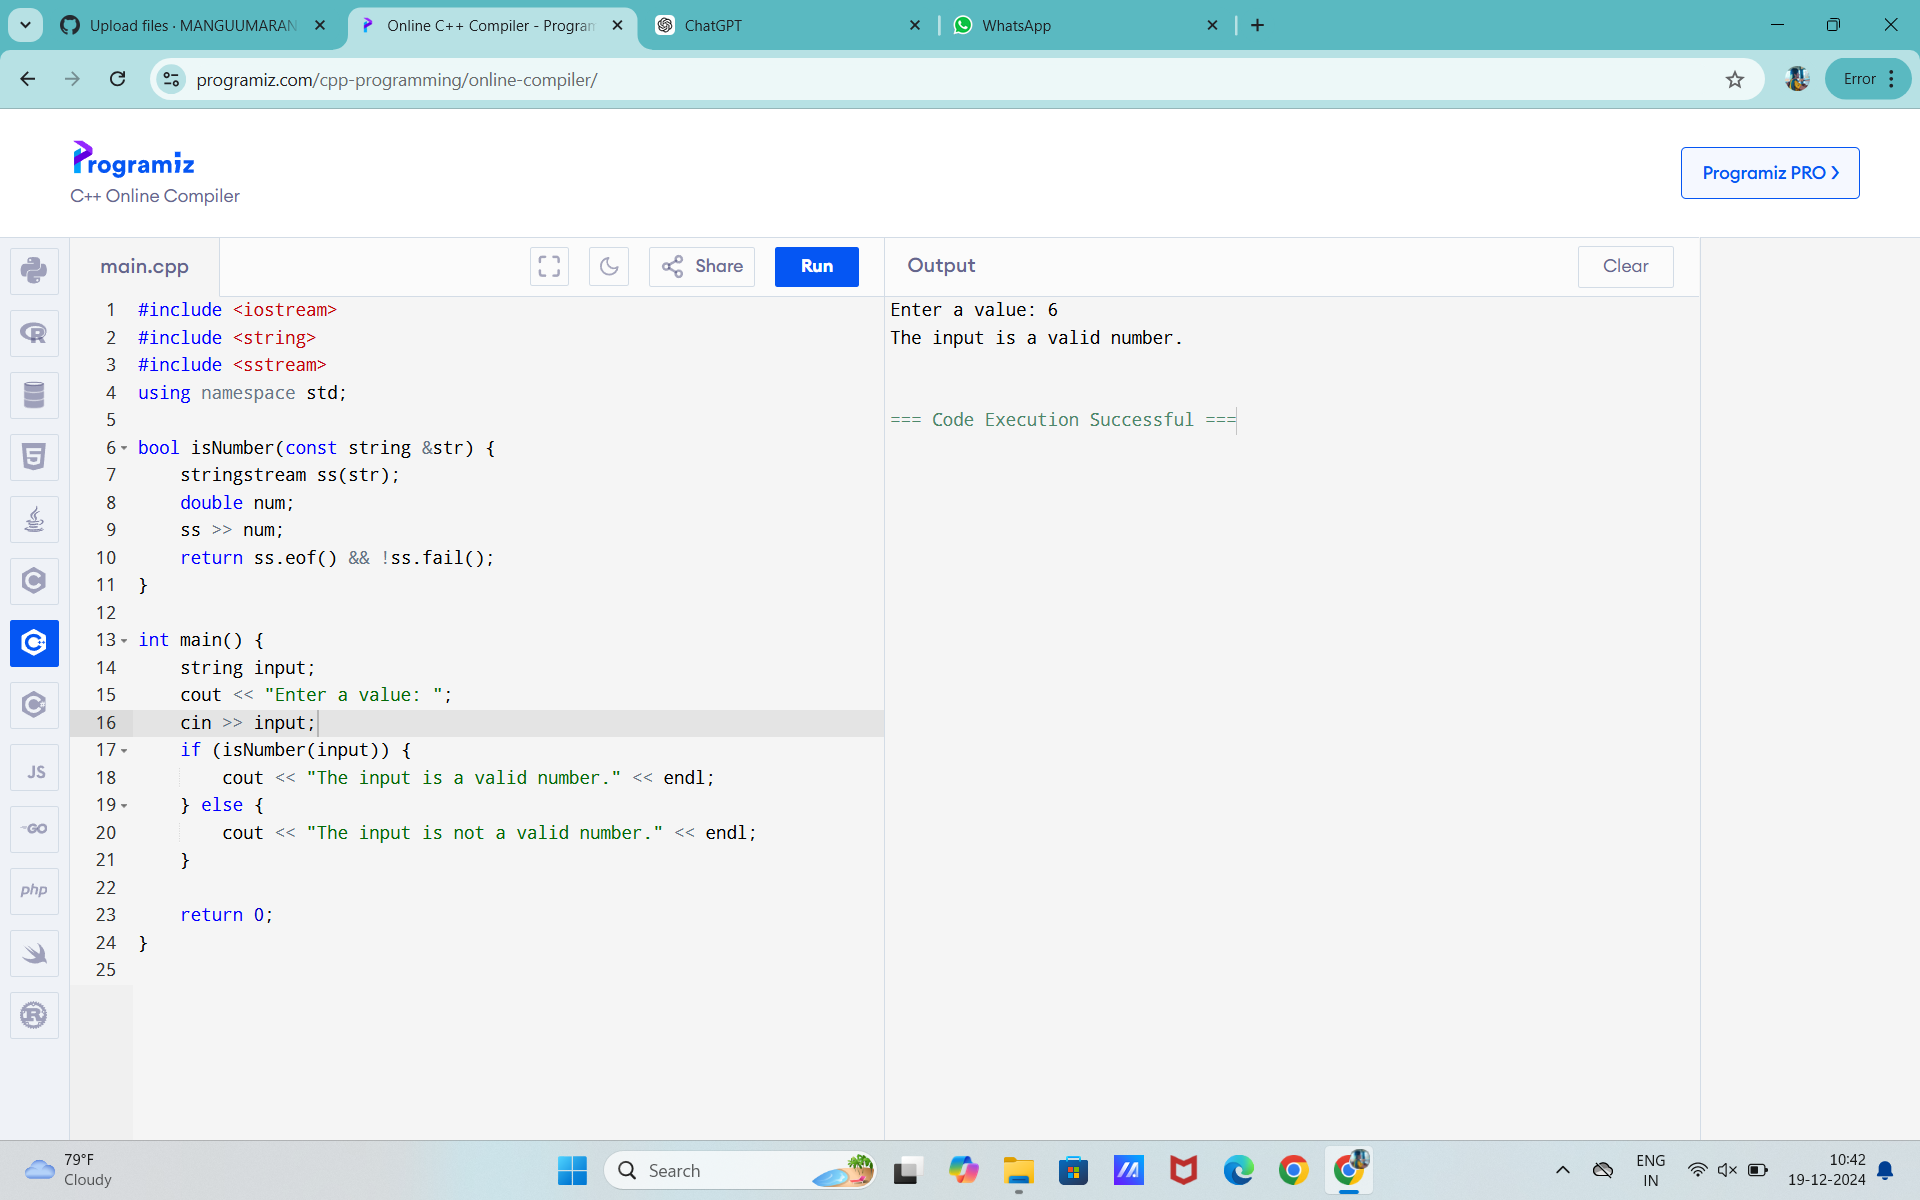 Upload files · MANGUUMARAN
Online C++ Compiler - Program
ChatGPT
WhatsApp
programiz.com/cpp-programming/online-compiler/
Error
Programiz
C++ Online Compiler
Programiz PRO
main.cpp
Share
Run
Output
Clear
1 #include <iostream>
2 #include <string>
3 #include <sstream>
4 using namespace std;
5
6 bool isNumber(const string &str) {
7     stringstream ss(str);
8     double num;
9     ss >> num;
10     return ss.eof() && !ss.fail();
11 }
12
13 int main() {
14     string input;
15     cout << "Enter a value: ";
16     cin >> input;
17     if (isNumber(input)) {
18         cout << "The input is a valid number." << endl;
19     } else {
20         cout << "The input is not a valid number." << endl;
21     }
22
23     return 0;
24 }
25
Enter a value: 6
The input is a valid number.
=== Code Execution Successful ===
R
5
C
C+
C
JS
GO
php
R
79°F
Cloudy
Search
ENG
IN
10:42
19-12-2024